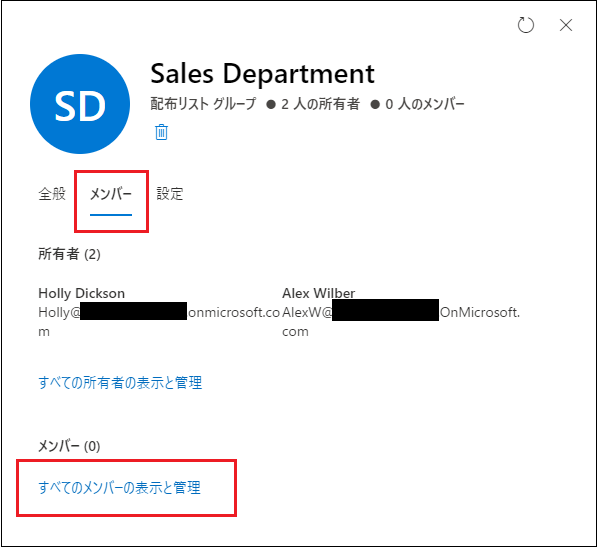 SD
Sales Department
配布リスト グループ ● 2 人の所有者 ● 0 人のメンバー
全般 メンバー 設定
所有者 (2)
Holly Dickson
Holly@ onmicrosoft.co
m
Alex Wilber
AlexW@ OnMicrosoft.
com
すべての所有者の表示と管理
メンバー (0)
すべてのメンバーの表示と管理